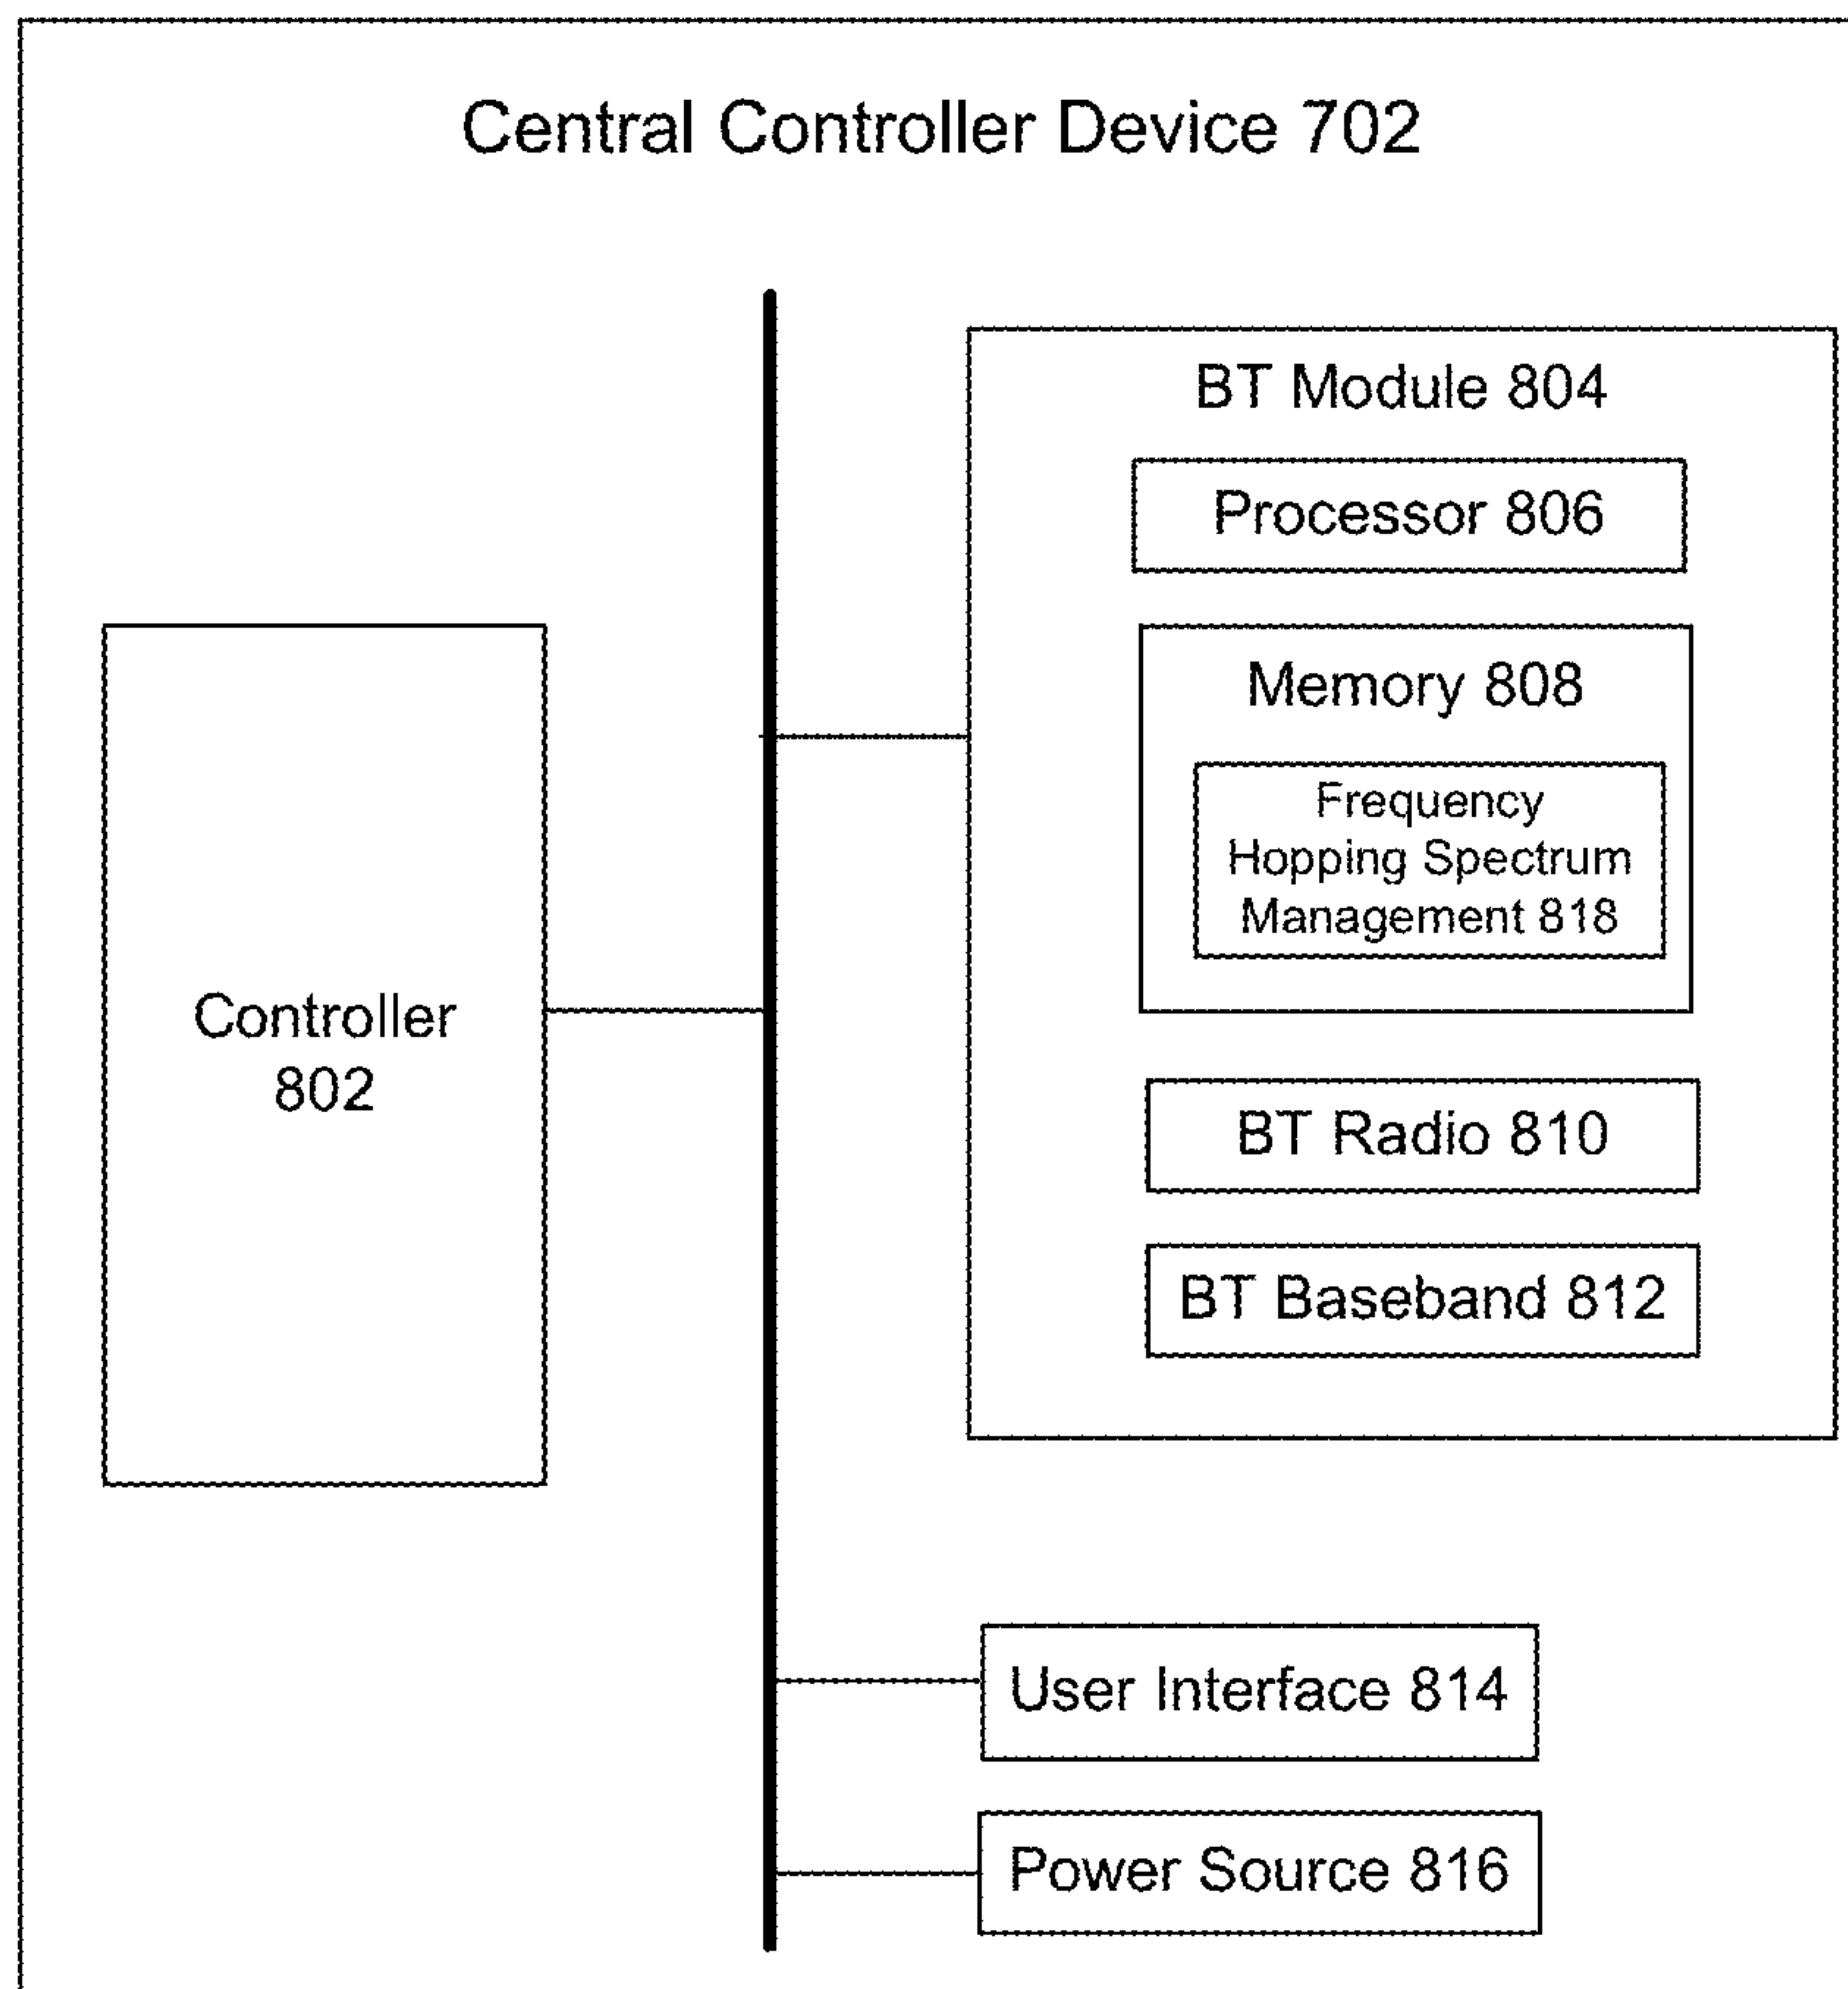 Central Controller Device 702
Controller
802
BT Module 804
Processor 806
Memory 808
Frequency
Hopping Spectrum
Management 818
BT Radio 810
BT Baseband 812
User Interface 814
Power Source 816